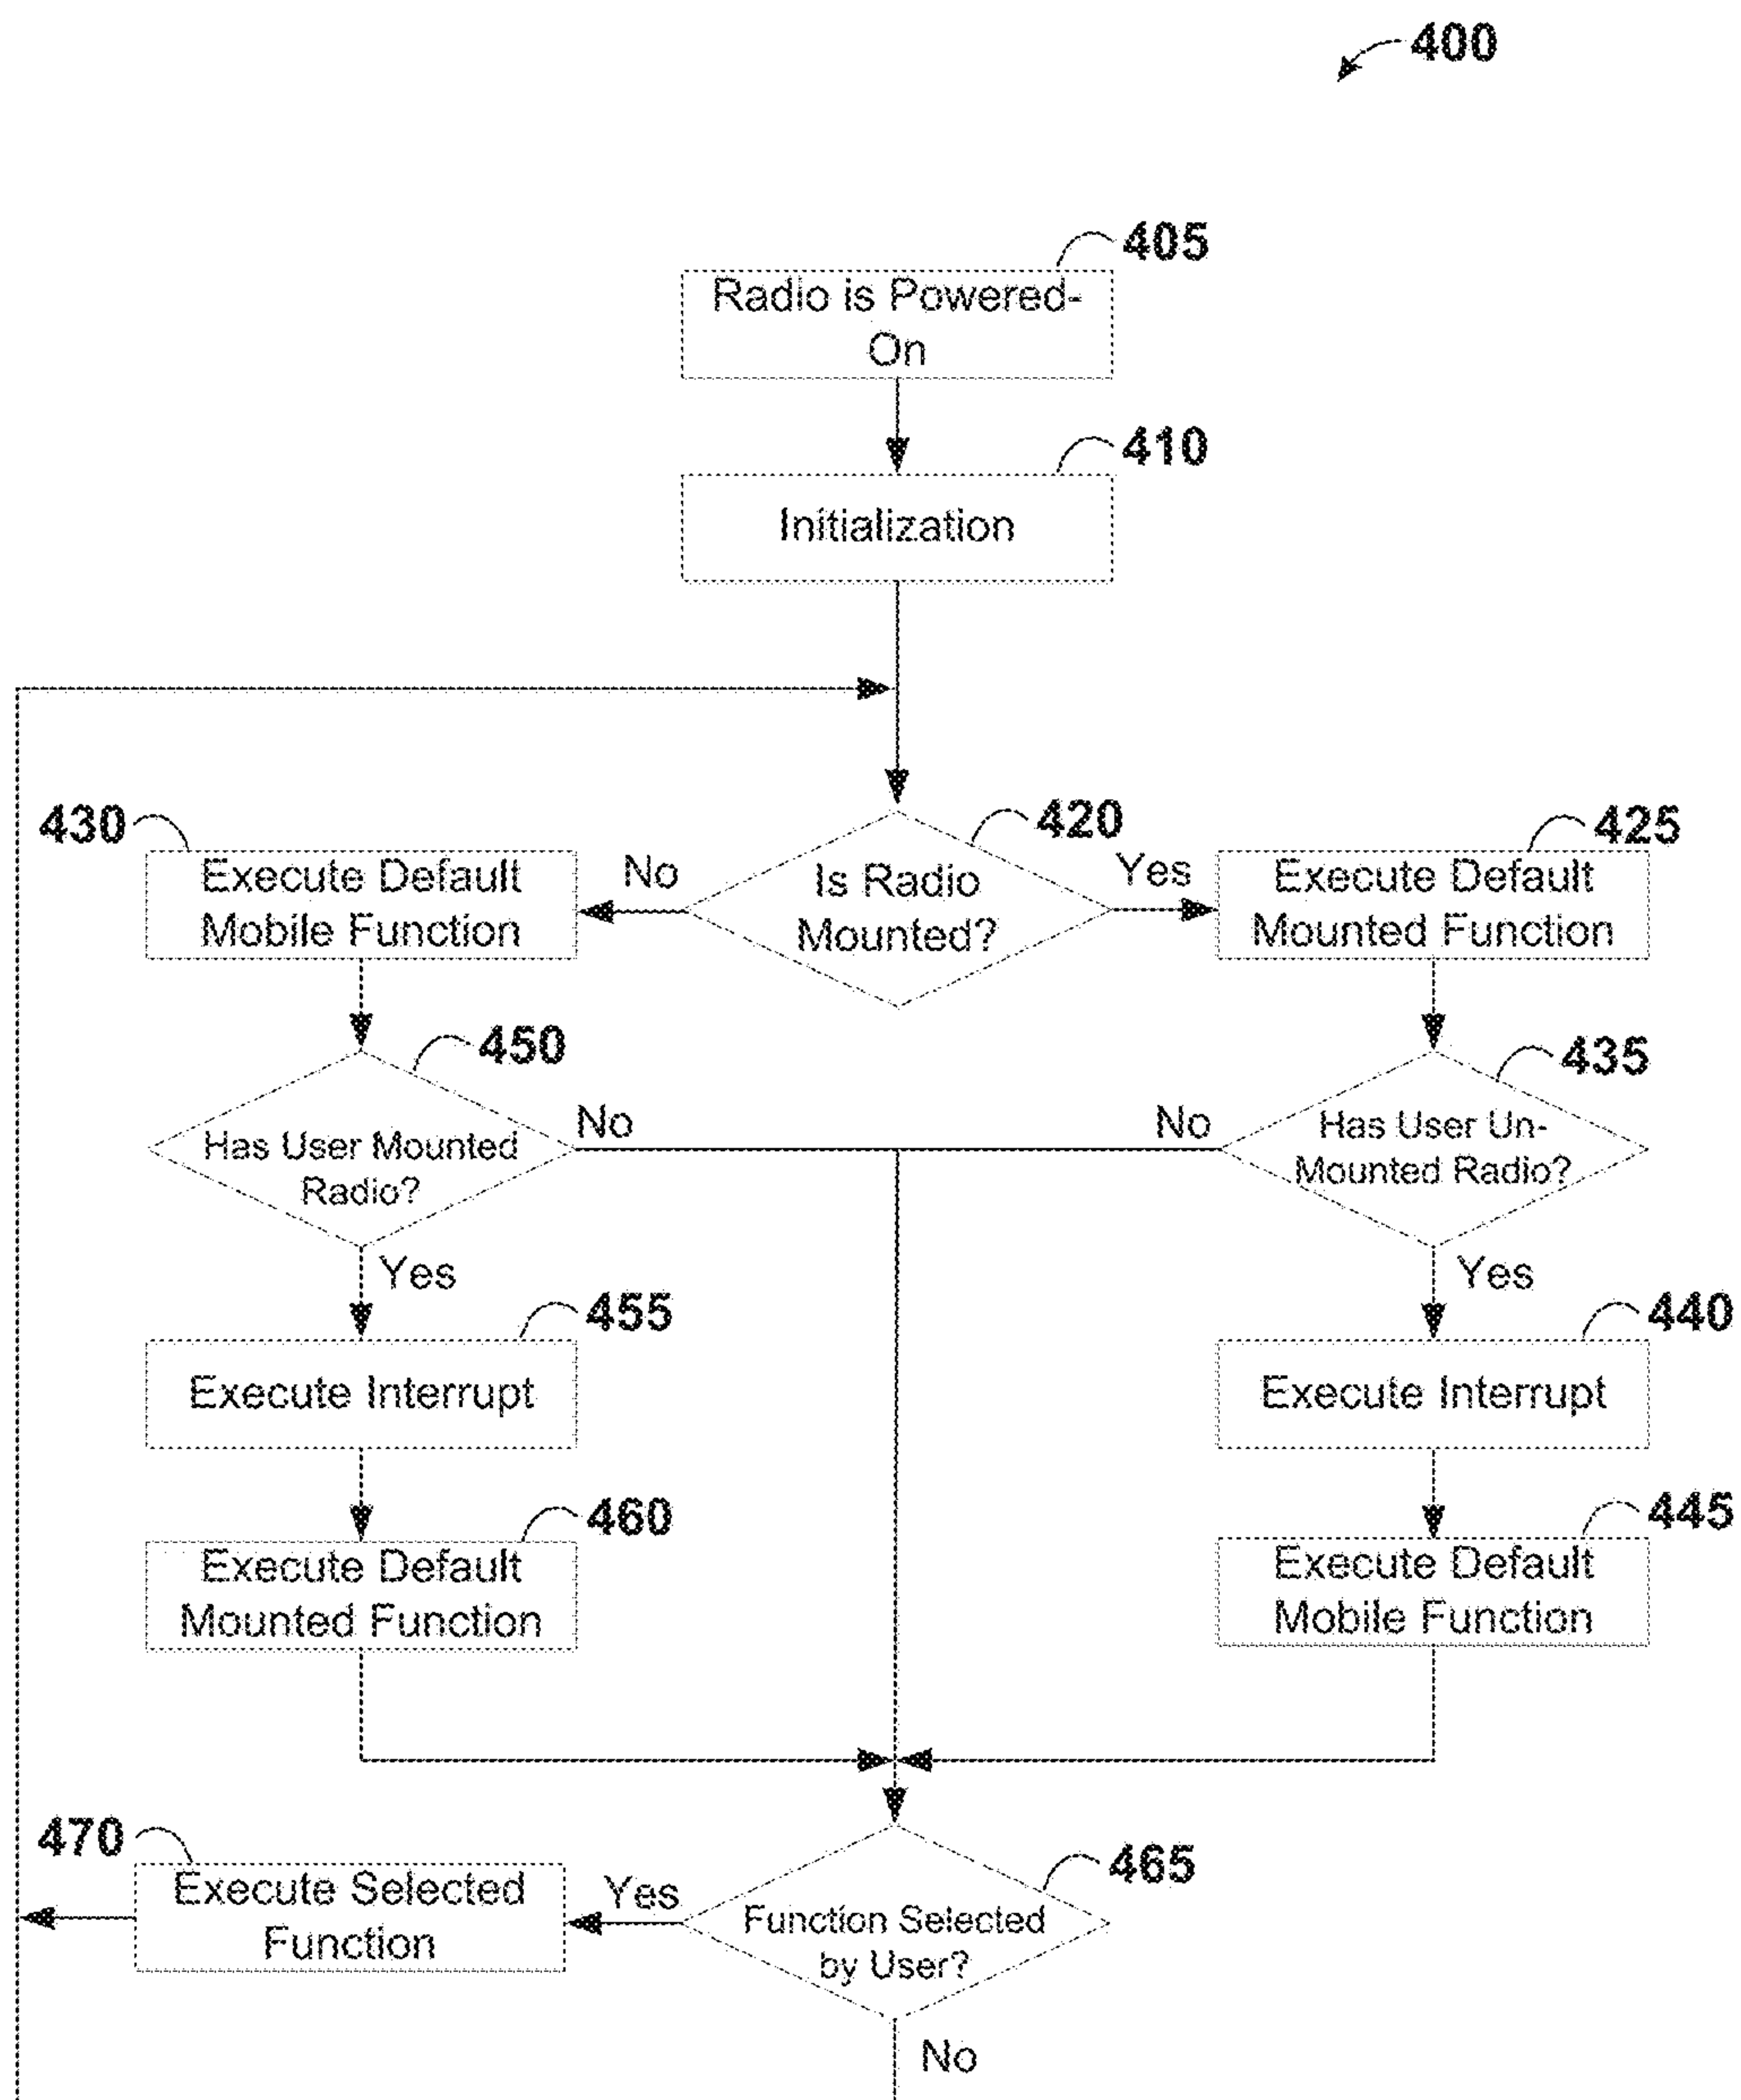 400
405
Radio is Powered-
On
410
Initialization
430
420
425
Execute Default
Mobile Function
No
Is Radio
Mounted?
Yes
Execute Default
Mounted Function
450
435
Has User Mounted
Radio?
No
No
Has User Un-
Mounted Radio?
Yes
Yes
455
440
Execute Interrupt
Execute Interrupt
460
445
Execute Default
Mounted Function
Execute Default
Mobile Function
470
465
Execute Selected
Function
Yes
Function Selected
by User?
No